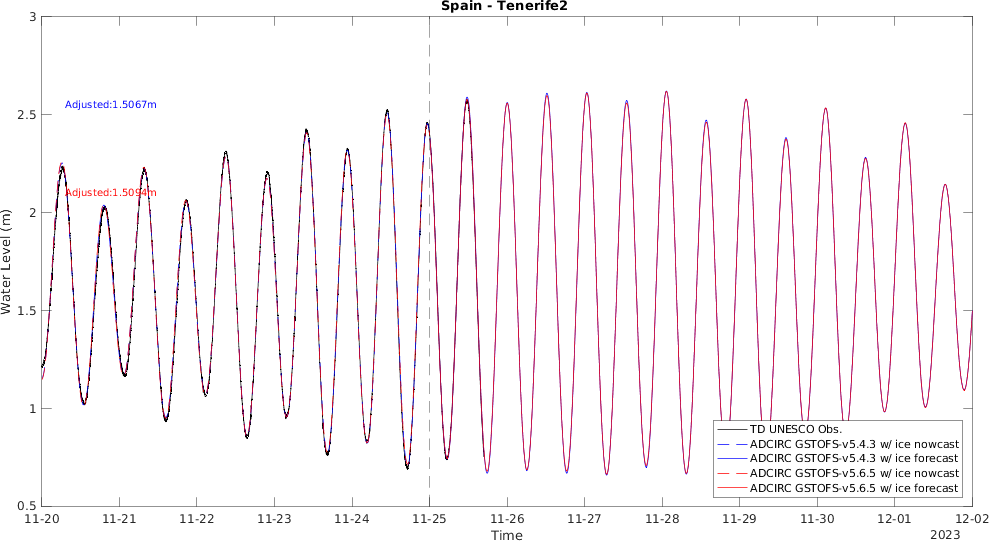 Spain - Tenerife2
3
2.5
2
1.5
1
0.5
Water Level (m)
Adjusted:1.5067m
Adjusted:1.5094m
TD UNESCO Obs.
ADCIRC GSTOFS-v5.4.3 w/ ice nowcast
ADCIRC GSTOFS-v5.4.3 w/ ice forecast
ADCIRC GSTOFS-v5.6.5 w/ ice nowcast
ADCIRC GSTOFS-v5.6.5 w/ ice forecast
11-20 11-21 11-22 11-23 11-24 11-25 11-26 11-27 11-28 11-29 11-30 12-01 12-02
Time
2023